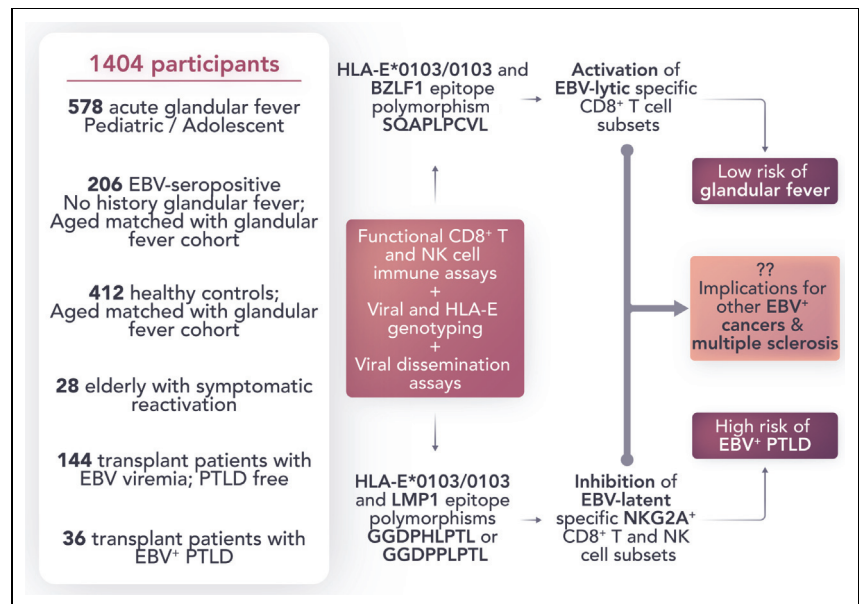 1404 participants
578 acute glandular fever
Pediatric / Adolescent
206 EBV-seropositive
No history glandular fever;
Aged matched with glandular
fever cohort
412 healthy controls;
Aged matched with glandular
fever cohort
28 elderly with symptomatic
reactivation
144 transplant patients with
EBV viremia; PTLD free
36 transplant patients with
EBV⁺ PTLD
HLA-E*0103/0103 and
BZLF1 epitope
polymorphism
SQAPLPCVL
Functional CD8⁺ T
and NK cell
immune assays
+
Viral and HLA-E
genotyping
+
Viral dissemination
assays
HLA-E*0103/0103
and LMP1 epitope
polymorphisms
GGDPHLPTL or
GGDPPLPTL
Activation of
EBV-lytic specific
CD8⁺ T cell
subsets
Inhibition of
EBV-latent
specific NKG2A⁺
CD8⁺ T and NK
cell subsets
Low risk of
glandular fever
??
Implications for
other EBV⁺
cancers &
multiple sclerosis
High risk of
EBV⁺ PTLD